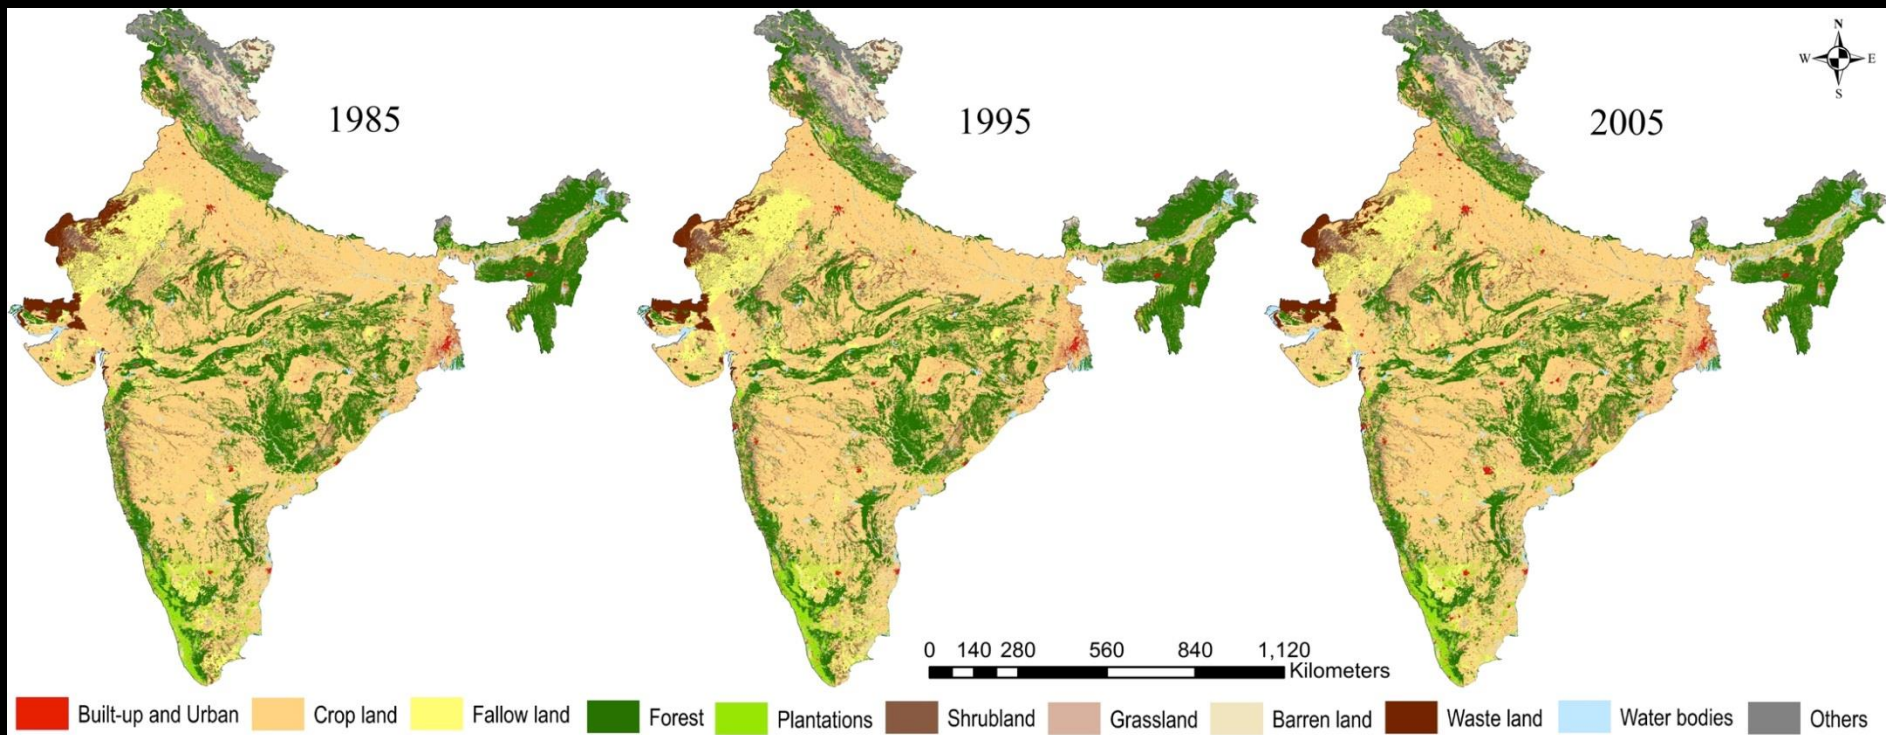 1985
1995
2005
N
W E
S
0 140 280 560 840 1,120
Kilometers
Built-up and Urban Crop land Fallow land Forest Plantations Shrubland Grassland Barren land Waste land Water bodies Others